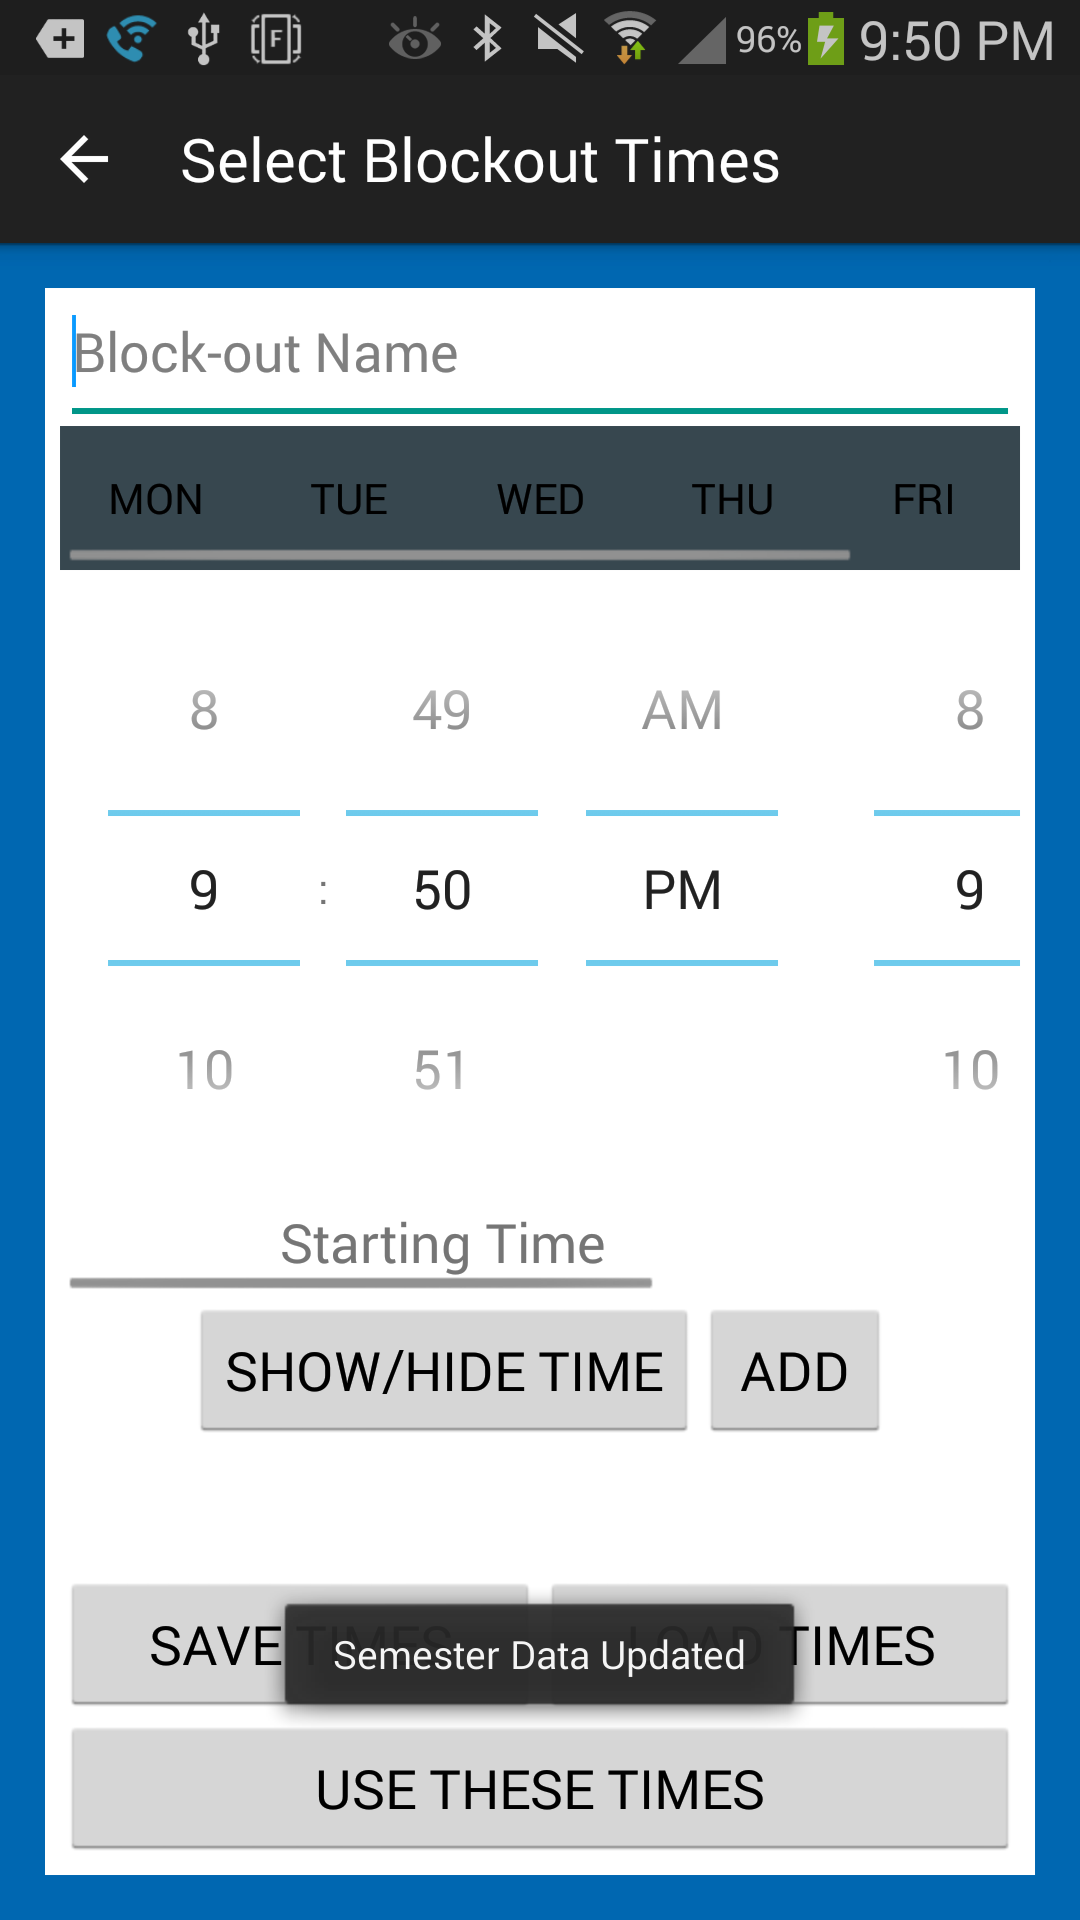 96% 9:50 PM
Select Blockout Times
Block-out Name
MON TUE WED THU FRI
8 49 AM 8
9 : 50 PM 9
10 51 10
Starting Time
SHOW/HIDE TIME ADD
SAVE TIMES LOAD TIMES
Semester Data Updated
USE THESE TIMES